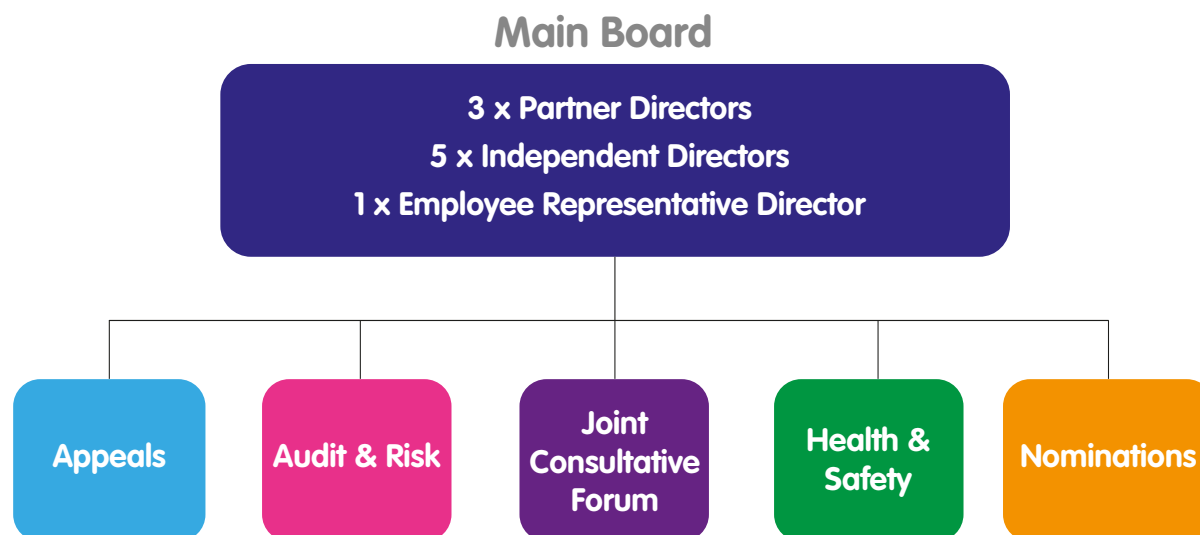 Main Board
3 x Partner Directors
5 x Independent Directors
1 x Employee Representative Director
Appeals
Audit & Risk
Joint
Consultative
Forum
Health &
Safety
Nominations